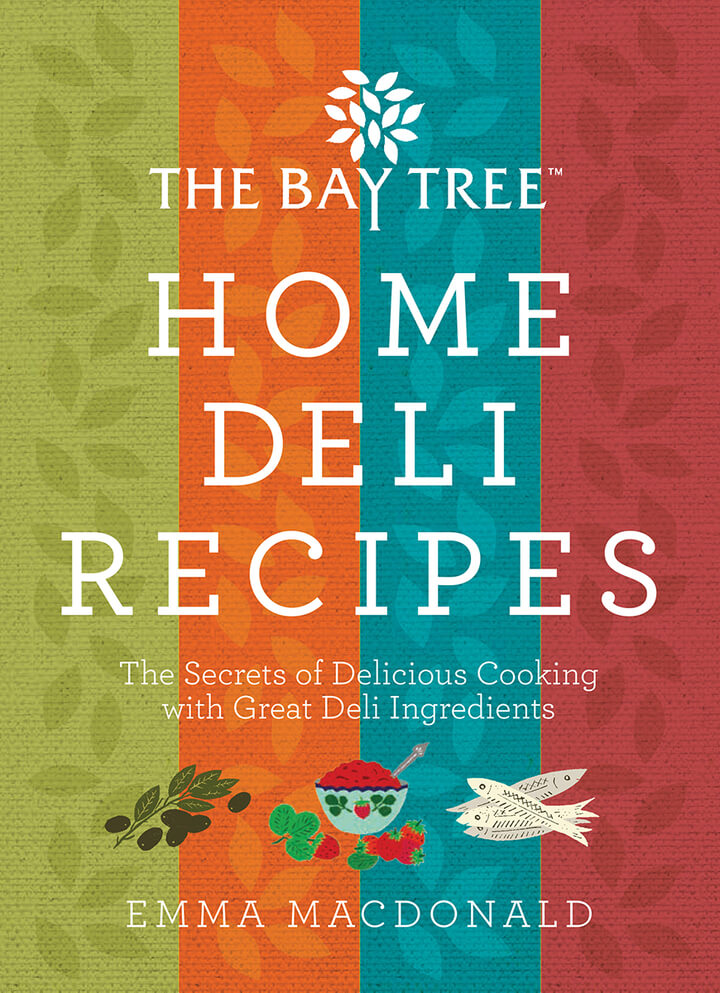 THE BAY TREE™
HOME
DELI
RECIPES
The Secrets of Delicious Cooking
with Great Deli Ingredients
EMMA MACDONALD